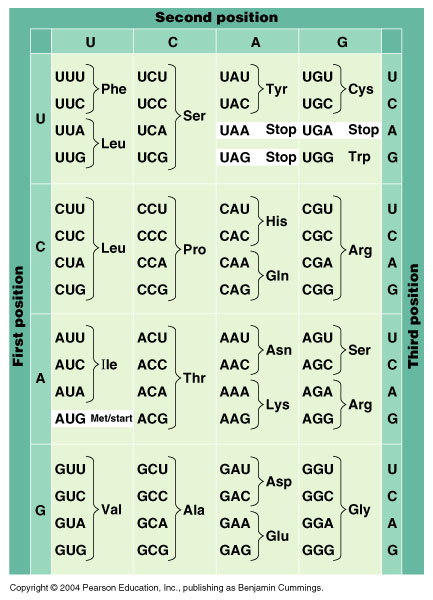 Second position
U C A G
First position
Third position
U
UUU UCU UAU UGU U
Phe Tyr Cys
UUC UCC UAC UGC C
Ser
UUA UCA UAA Stop UGA Stop A
Leu
UUG UCG UAG Stop UGG Trp G
C
CUU CCU CAU CGU U
His
CUC CCC CAC CGC C
Leu Pro Arg
CUA CCA CAA CGA A
Gln
CUG CCG CAG CGG G
A
AUU ACU AAU AGU U
Asn Ser
AUC Ile ACC AAC AGC C
Thr
AUA ACA AAA AGA A
Lys Arg
AUG Met/start ACG AAG AGG G
G
GUU GCU GAU GGU U
Asp
GUC GCC GAC GGC C
Val Ala Gly
GUA GCA GAA GGA A
Glu
GUG GCG GAG GGG G
Copyright © 2004 Pearson Education, Inc., publishing as Benjamin Cummings.